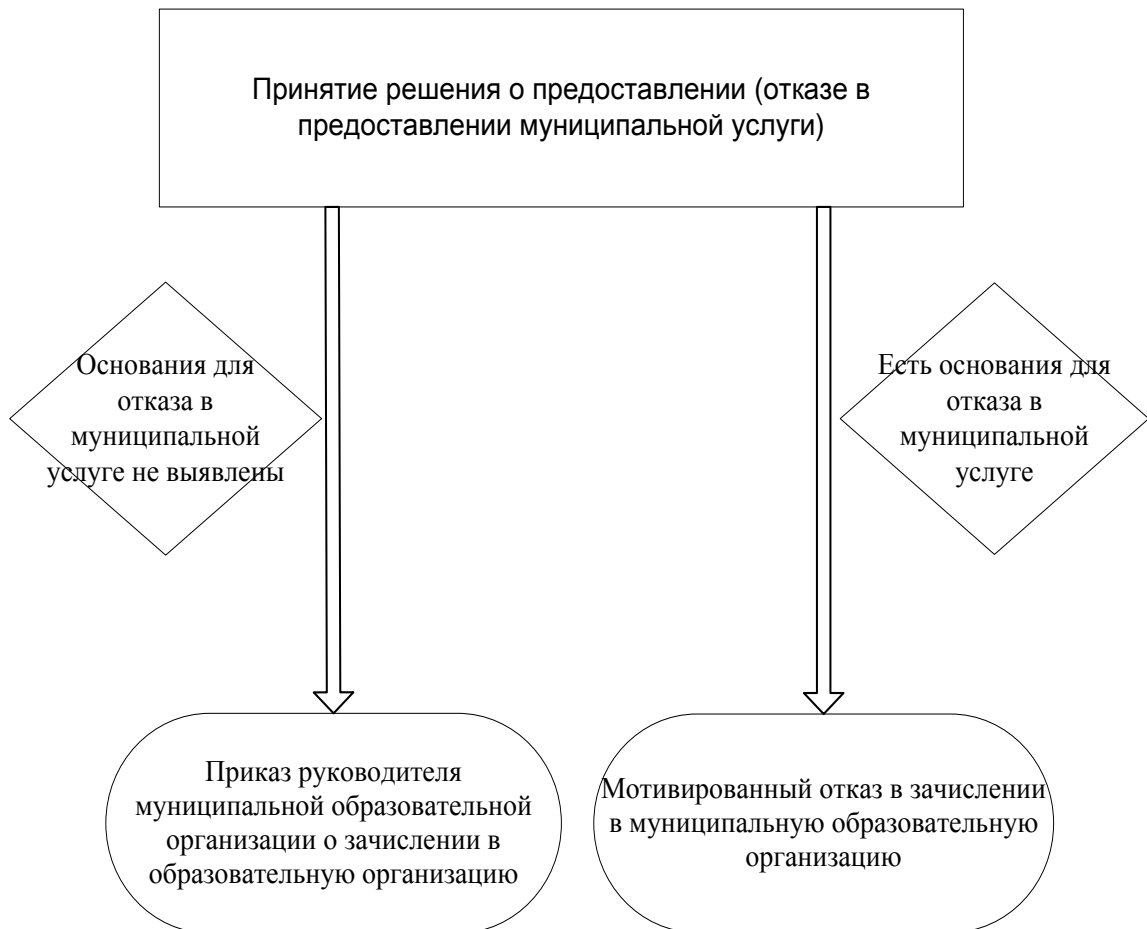 Принятие решения о предоставлении (отказе в
предоставлении муниципальной услуги)
Основания для
отказа в
муниципальной
услуге не выявлены
Есть основания для
отказа в
муниципальной
услуге
Приказ руководителя
муниципальной образовательной
организации о зачислении в
образовательную организацию
Мотивированный отказ в зачислении
в муниципальную образовательную
организацию